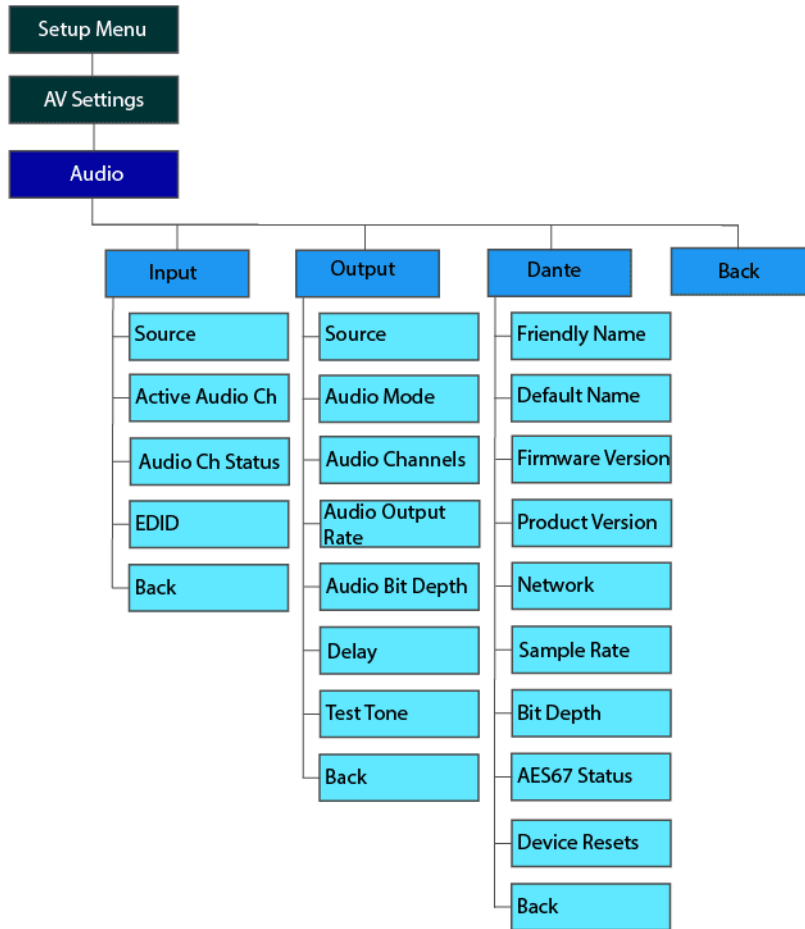 Setup Menu
AV Settings
Audio
Input
Source
Active Audio Ch
Audio Ch Status
EDID
Back
Output
Source
Audio Mode
Audio Channels
Audio Output
Rate
Audio Bit Depth
Delay
Test Tone
Back
Dante
Friendly Name
Default Name
Firmware Version
Product Version
Network
Sample Rate
Bit Depth
AES67 Status
Device Resets
Back
Back